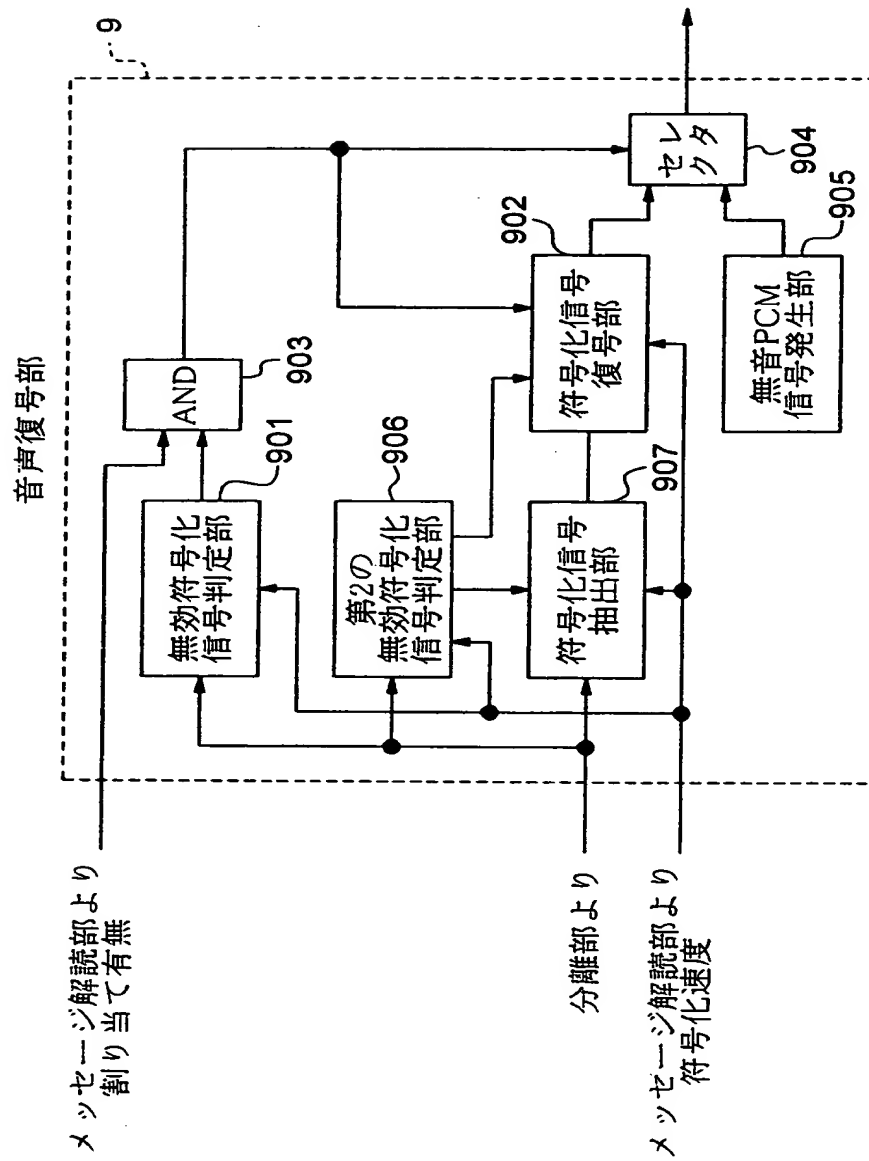 音声復号部
9
メッセージ解読部より
割り当て有無
無効符号化
信号判定部
901
AND
903
第2の
無効符号化
信号判定部
906
分離部より
符号化信号
抽出部
907
符号化信号
復号部
902
セレ
クタ
904
無音PCM
信号発生部
905
メッセージ解読部より
符号化速度